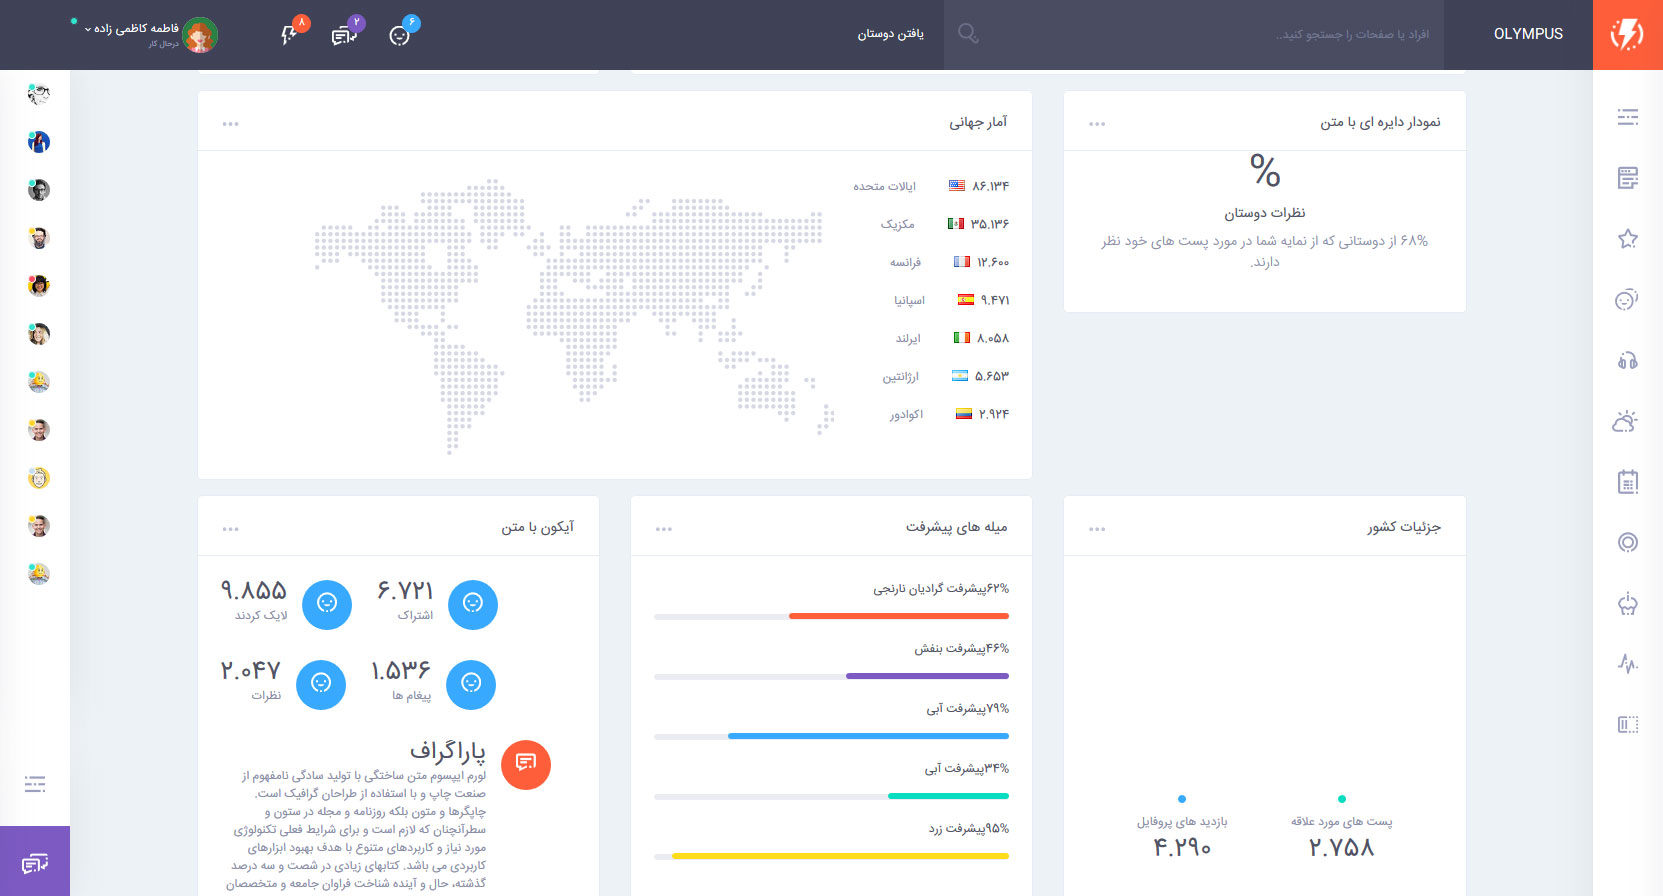 OLYMPUS
افراد یا صفحات را جستجو کنید..
یافتن دوستان
۶
۲
۸
فاطمه کاظمی زاده
درحال کار
نمودار دایره ای با متن
%
نظرات دوستان
۶۸% از دوستانی که از نمایه شما در مورد پست های خود نظر
دارند.
آمار جهانی
۸۶.۱۳۴ ایالات متحده
۳۵.۱۳۶ مکزیک
۱۲.۶۰۰ فرانسه
۹.۴۷۱ اسپانیا
۸.۰۵۸ ایرلند
۵.۶۵۳ ارژانتین
۲.۹۲۴ اکوادور
جزئیات کشور
پست های مورد علاقه
۲.۷۵۸
بازدید های پروفایل
۴.۲۹۰
میله های پیشرفت
۶۲%پیشرفت گرادیان نارنجی
۴۶%پیشرفت بنفش
۷۹%پیشرفت آبی
۳۴%پیشرفت آبی
۹۵%پیشرفت زرد
آیکون با متن
۶.۷۲۱
اشتراک
۹.۸۵۵
لایک کردند
۱.۵۳۶
پیغام ها
۲.۰۴۷
نظرات
پاراگراف
لورم ایپسوم متن ساختگی با تولید سادگی نامفهوم از
صنعت چاپ و با استفاده از طراحان گرافیک است.
چاپگرها و متون بلکه روزنامه و مجله در ستون و
سطرآنچنان که لازم است و برای شرایط فعلی تکنولوژی
مورد نیاز و کاربردهای متنوع با هدف بهبود ابزارهای
کاربردی می باشد. کتابهای زیادی در شصت و سه درصد
گذشته، حال و آینده شناخت فراوان جامعه و متخصصان